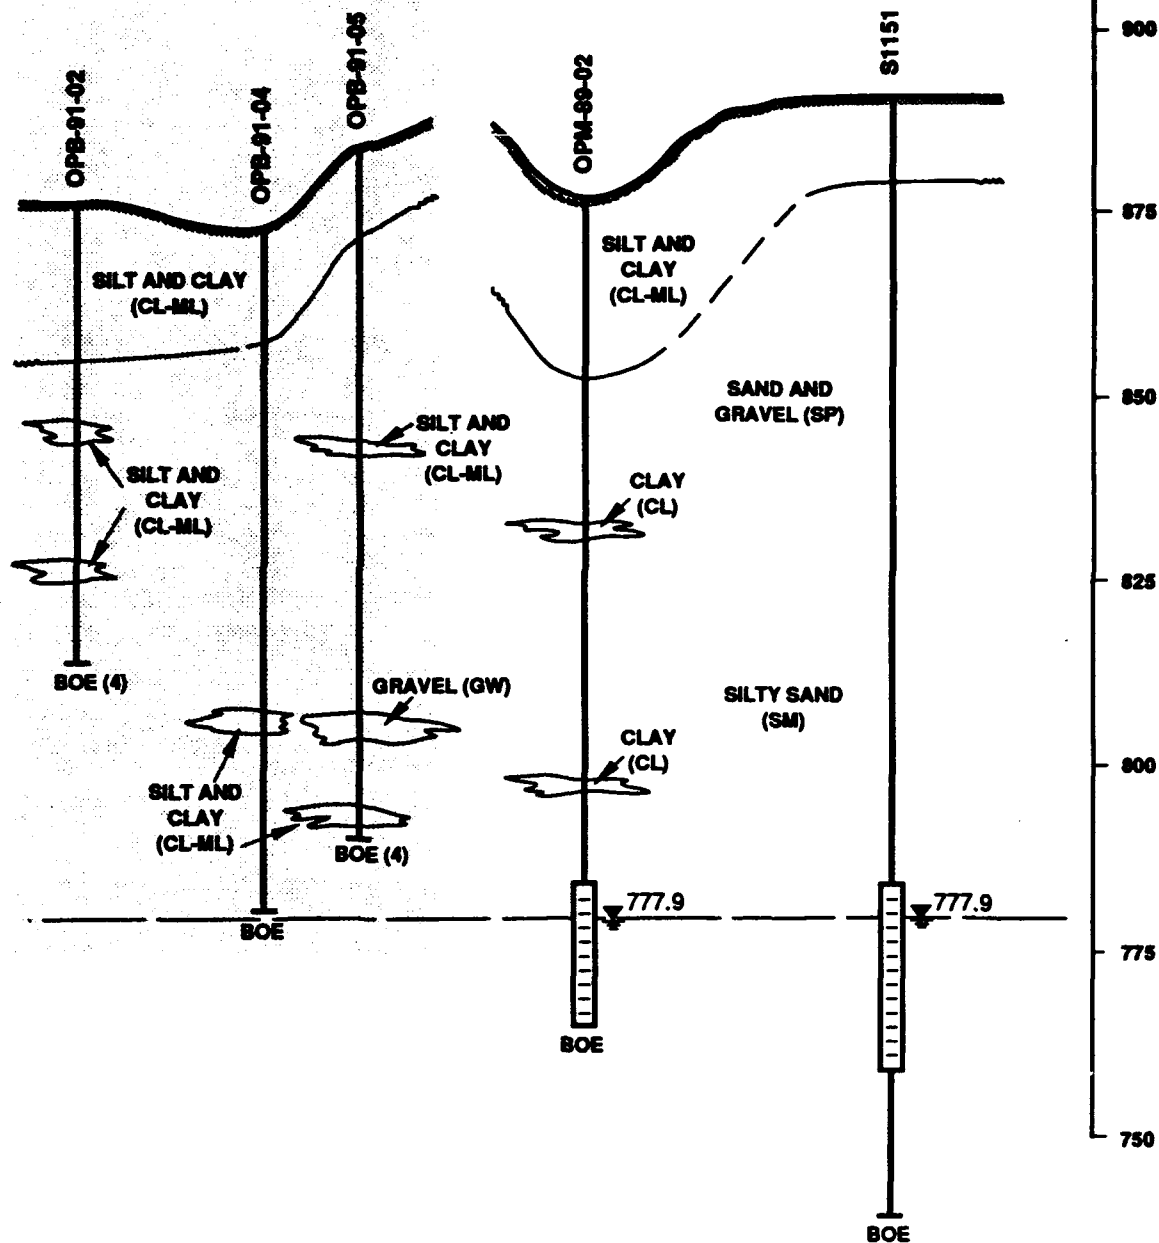 OPB-91-02
OPB-91-04
OPB-91-05
OPM-89-02
S1151
900
875
850
825
800
775
750
SILT AND CLAY
(CL-ML)
SILT AND
CLAY
(CL-ML)
SILT AND
CLAY
(CL-ML)
SILT AND
CLAY
(CL-ML)
SAND AND
GRAVEL (SP)
CLAY
(CL)
BOE (4)
GRAVEL (GW)
SILTY SAND
(SM)
CLAY
(CL)
SILT AND
CLAY
(CL-ML)
BOE (4)
BOE
777.9
777.9
BOE
BOE